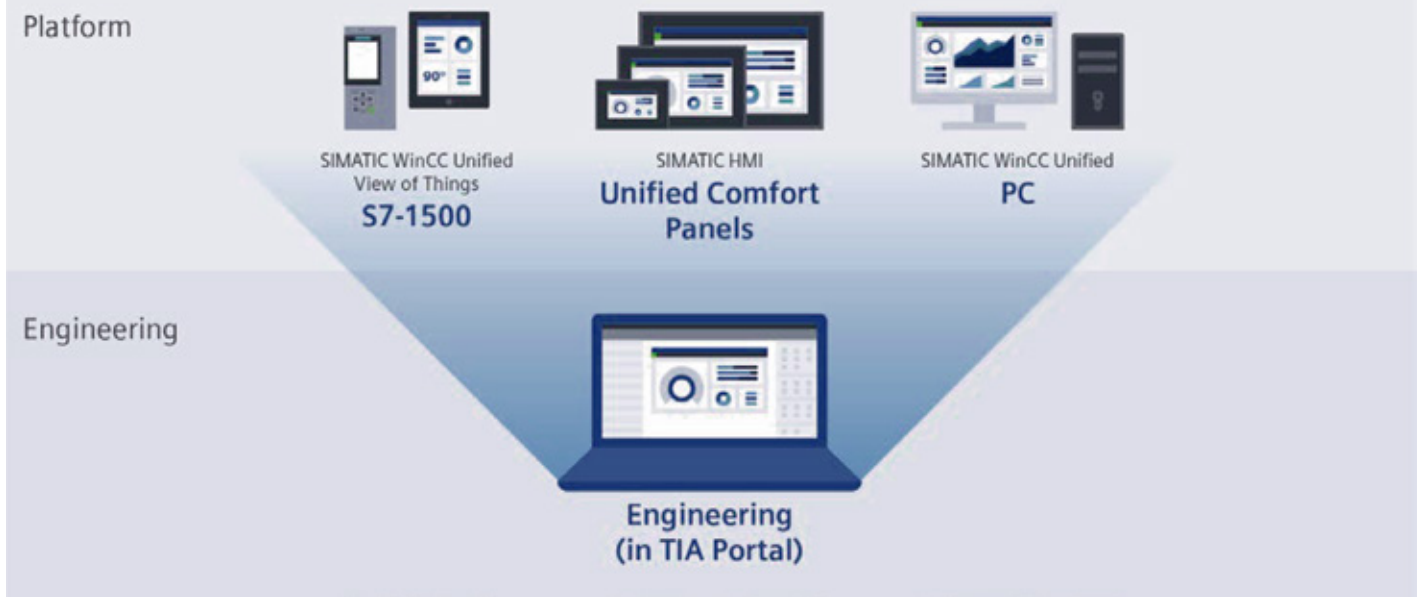 Platform
90°
SIMATIC WinCC Unified
View of Things
S7-1500
SIMATIC HMI
Unified Comfort
Panels
SIMATIC WinCC Unified
PC
Engineering
Engineering
(in TIA Portal)